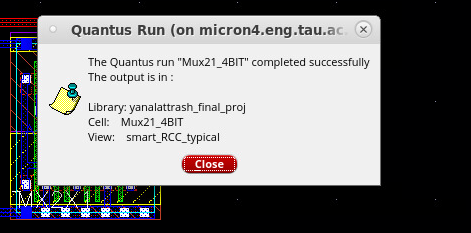 Quantus Run (on micron4.eng.tau.ac.
The Quantus run "Mux21_4BIT" completed successfully
The output is in :
Library: yanalattrash_final_proj
Cell: Mux21_4BIT
View: smart_RCC_typical
Close